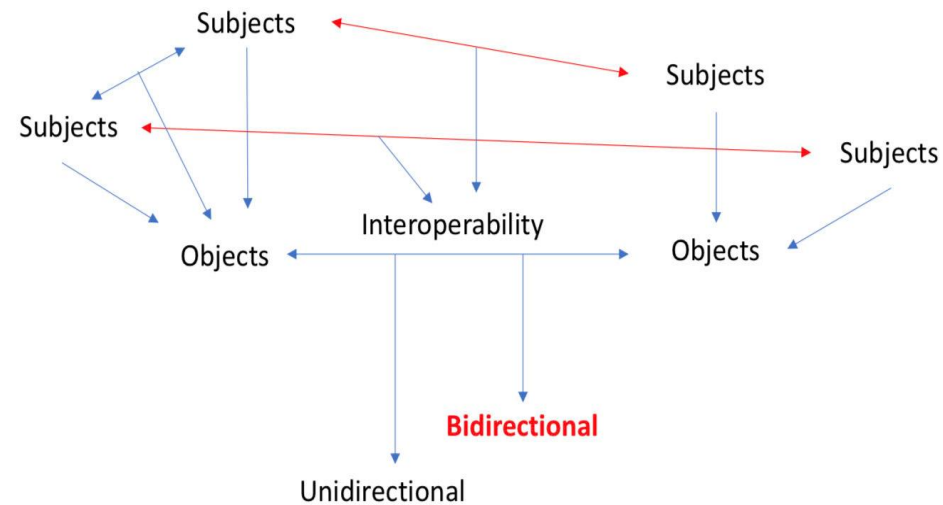 Subjects
Subjects
Subjects
Subjects
Interoperability
Objects
Objects
Bidirectional
Unidirectional